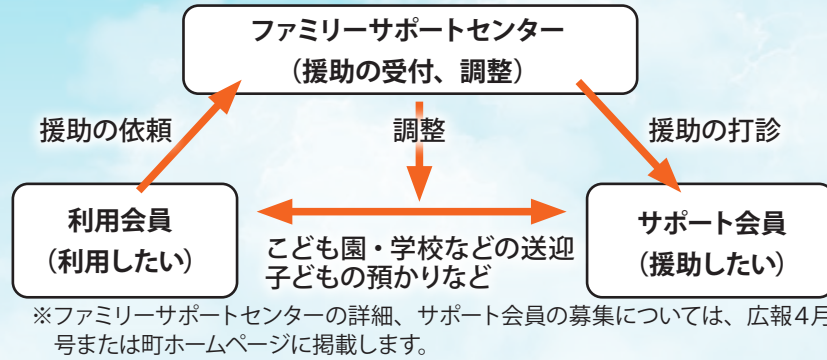 ファミリーサポートセンター
（援助の受付、調整）
援助の依頼
調整
援助の打診
利用会員
（利用したい）
サポート会員
（援助したい）
こども園・学校などの送迎
子どもの預かりなど
※ファミリーサポートセンターの詳細、サポート会員の募集については、広報４月
号または町ホームページに掲載します。